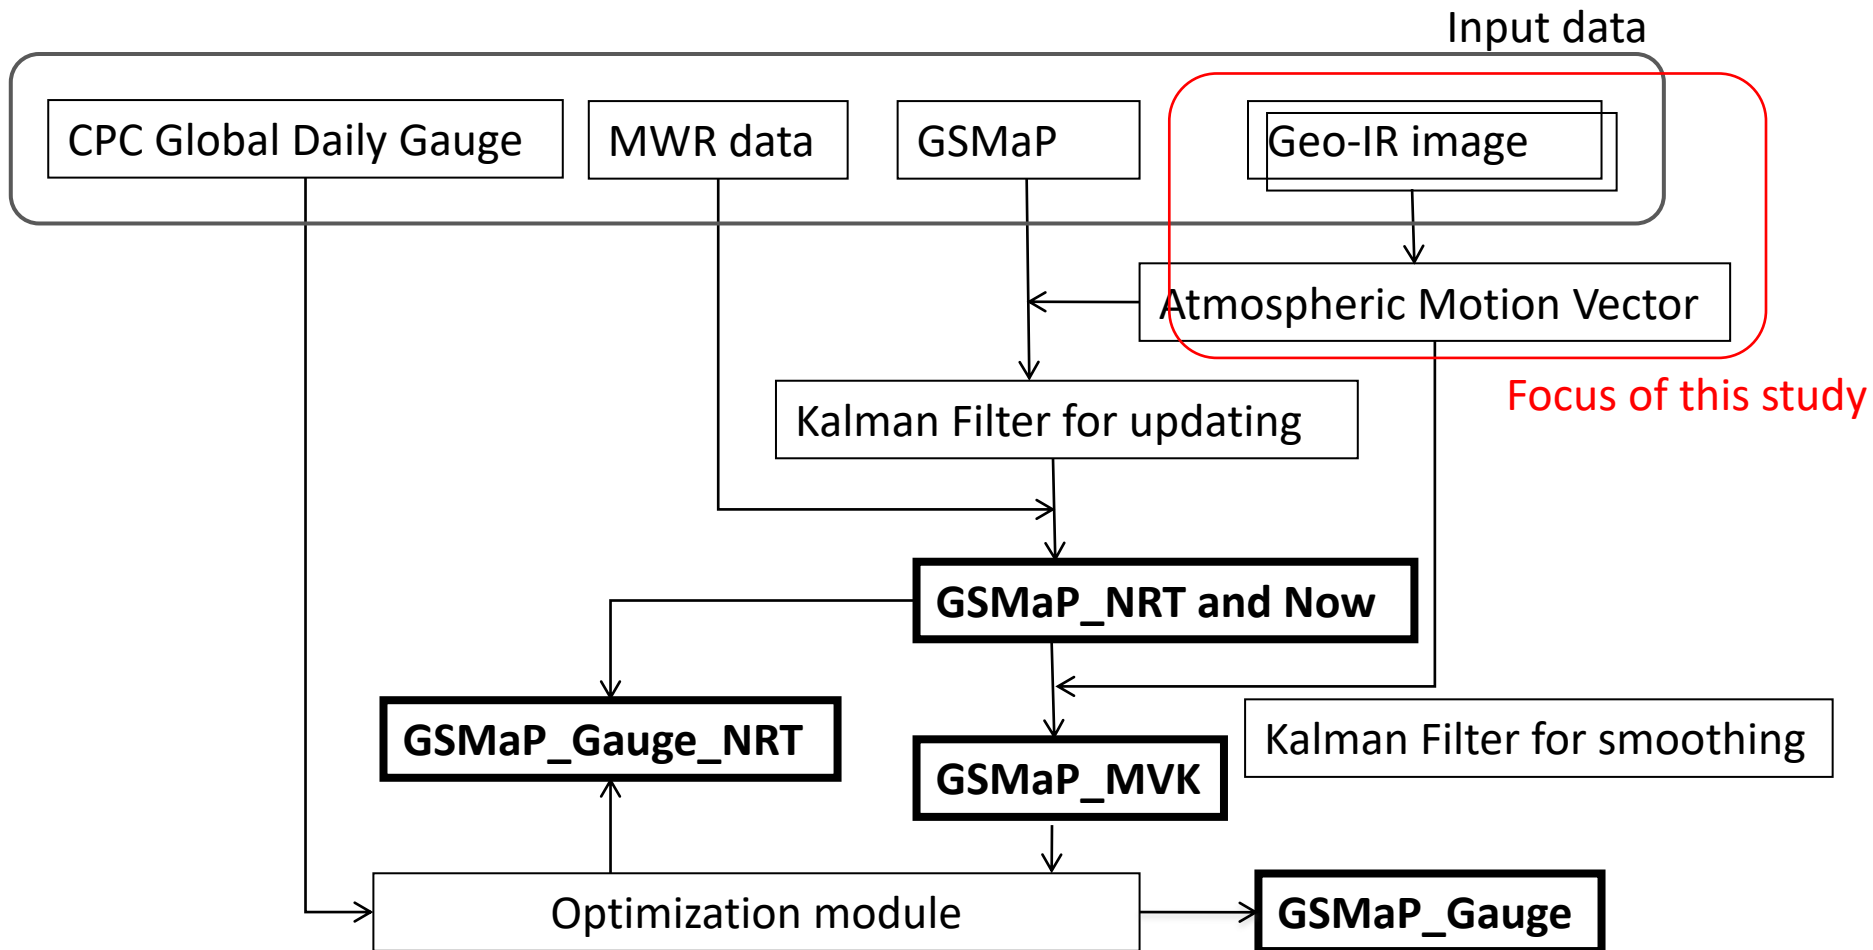 Input data
CPC Global Daily Gauge
MWR data
GSMaP
Geo-IR image
Atmospheric Motion Vector
Focus of this study
Kalman Filter for updating
GSMaP_NRT and Now
GSMaP_Gauge_NRT
Kalman Filter for smoothing
GSMaP_MVK
Optimization module
GSMaP_Gauge